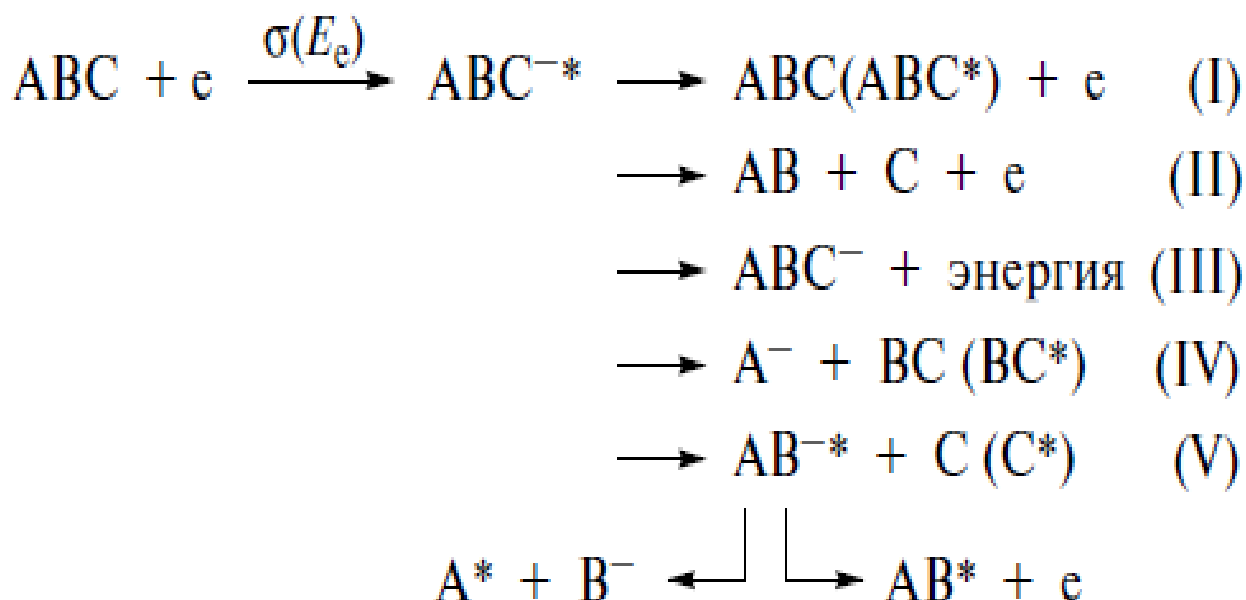 ABC + e σ(Eₑ) → ABC⁻* → ABC(ABC*) + e (I)
→ AB + C + e (II)
→ ABC⁻ + энергия (III)
→ A⁻ + BC (BC*) (IV)
→ AB⁻* + C (C*) (V)
A* + B⁻ ← → AB* + e